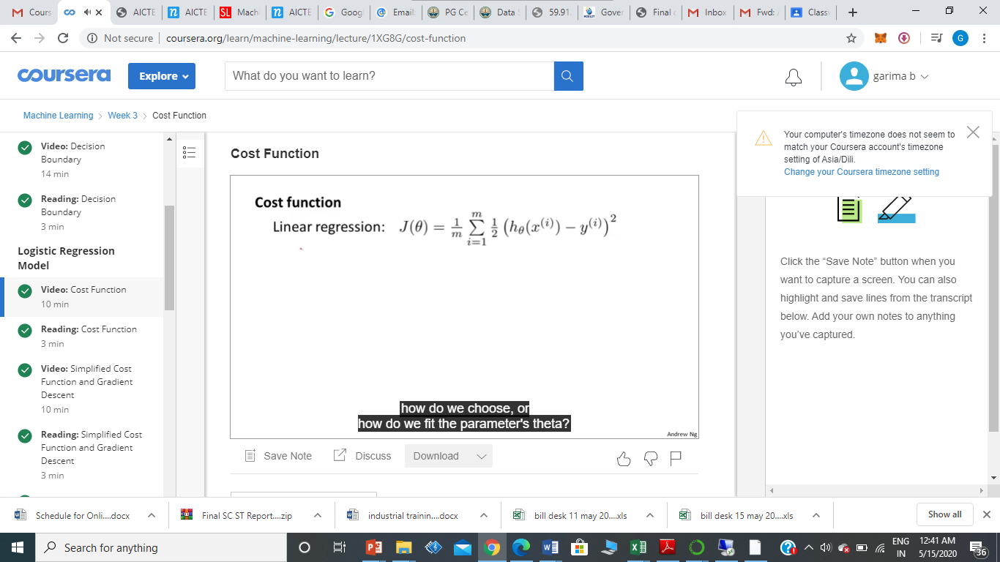 Cours
AICTE
AICTE
Mach
AICTE
Goog
Email
PG Ce
Data
59.91.
Gover
Final
Inbox
Fwd:
Class
Not secure
coursera.org/learn/machine-learning/lecture/1XG8G/cost-function
G
coursera
Explore
What do you want to learn?
garima b
Machine Learning > Week 3 > Cost Function
Your computer's timezone does not seem to
match your Coursera account's timezone
setting of Asia/Dili.
Change your Coursera timezone setting
Video: Decision
Boundary
14 min
Reading: Decision
Boundary
3 min
Logistic Regression
Model
Video: Cost Function
10 min
Reading: Cost Function
3 min
Video: Simplified Cost
Function and Gradient
Descent
10 min
Reading: Simplified Cost
Function and Gradient
Descent
3 min
Cost Function
Cost function
Linear regression: J(θ) = 1/m ∑_{i=1}^{m} 1/2 (h_θ(x^{(i)}) − y^{(i)})^2
how do we choose, or
how do we fit the parameter's theta?
Andrew Ng
Save Note
Discuss
Download
Click the “Save Note” button when you
want to capture a screen. You can also
highlight and save lines from the transcript
below. Add your own notes to anything
you’ve captured.
Schedule for Onli....docx
Final SC ST Report....zip
industrial trainin....docx
bill desk 11 may 20....xls
bill desk 15 may 20....xls
Show all
Search for anything
ENG
IN
12:41 AM
5/15/2020
36